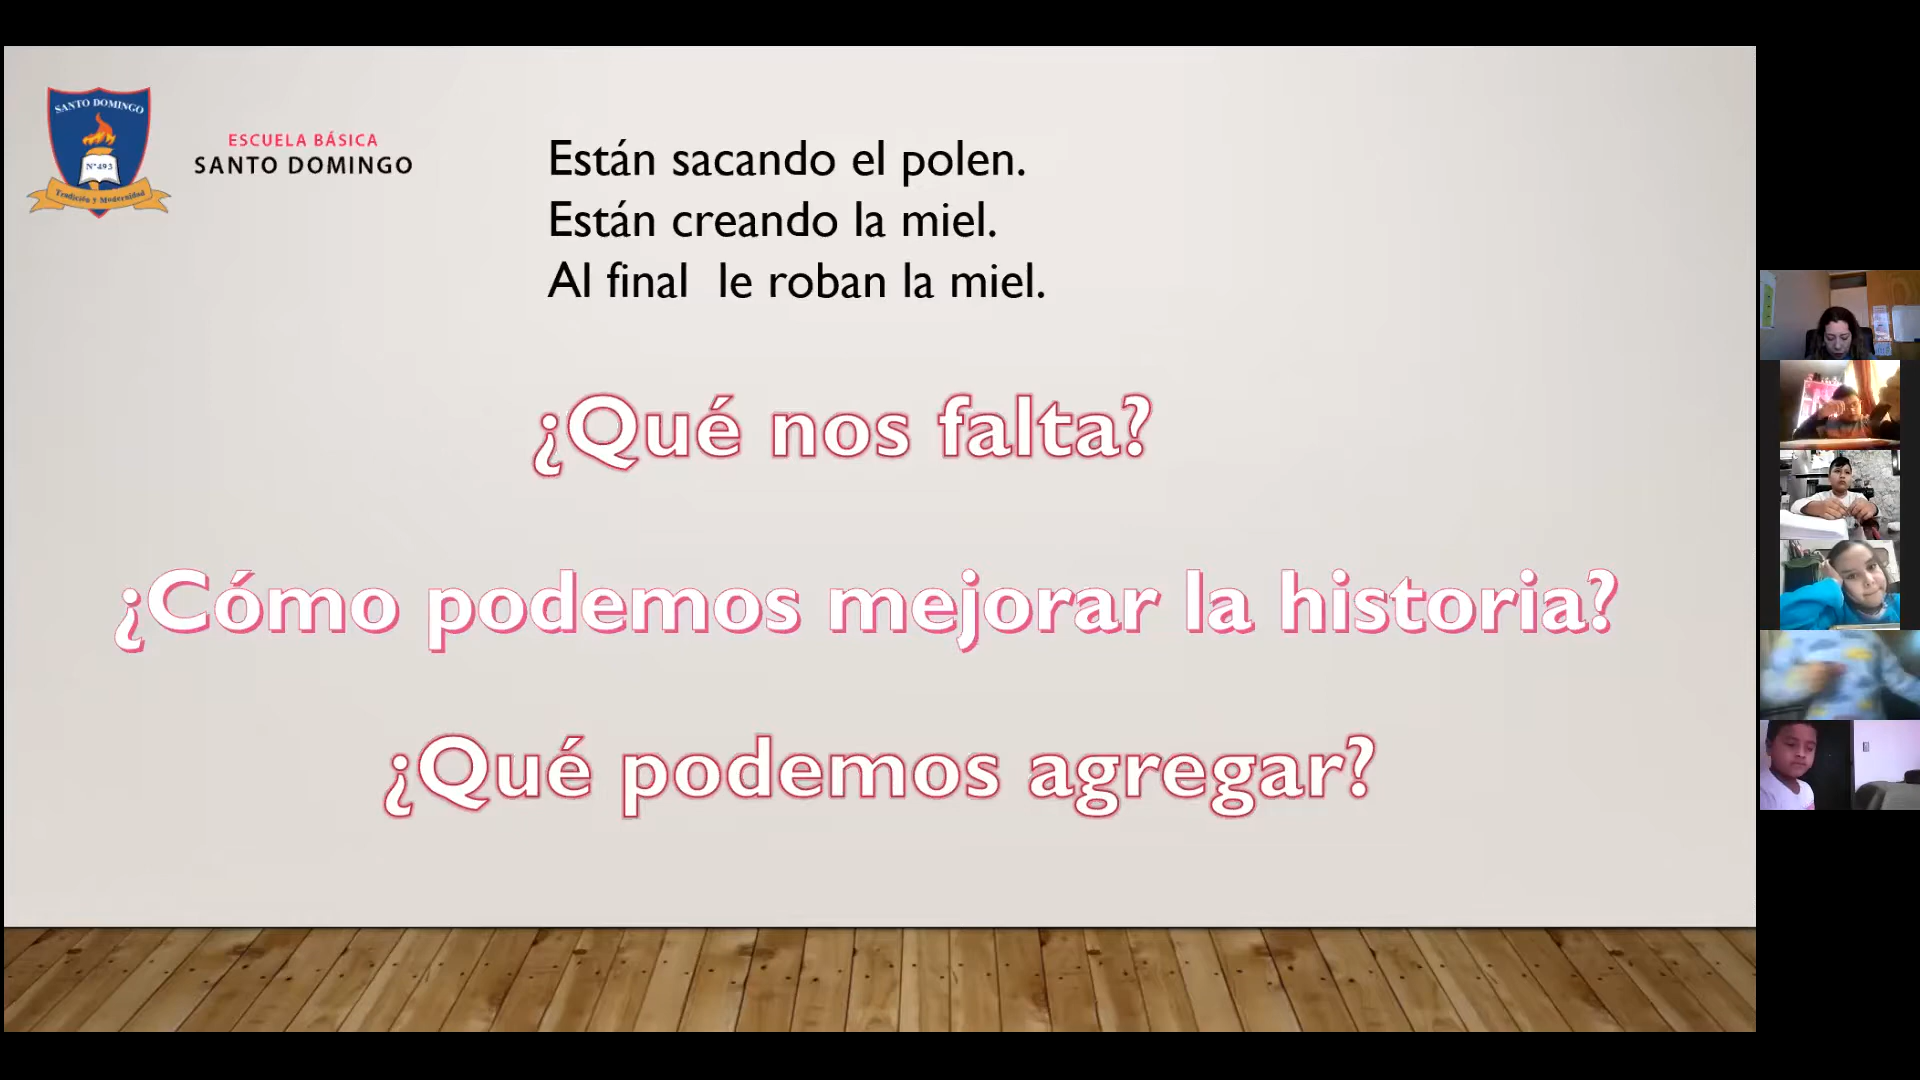 SANTO DOMINGO
Nº493
Tradición y Modernidad
ESCUELA BÁSICA
SANTO DOMINGO
Están sacando el polen.
Están creando la miel.
Al final  le roban la miel.
¿Qué nos falta?
¿Cómo podemos mejorar la historia?
¿Qué podemos agregar?